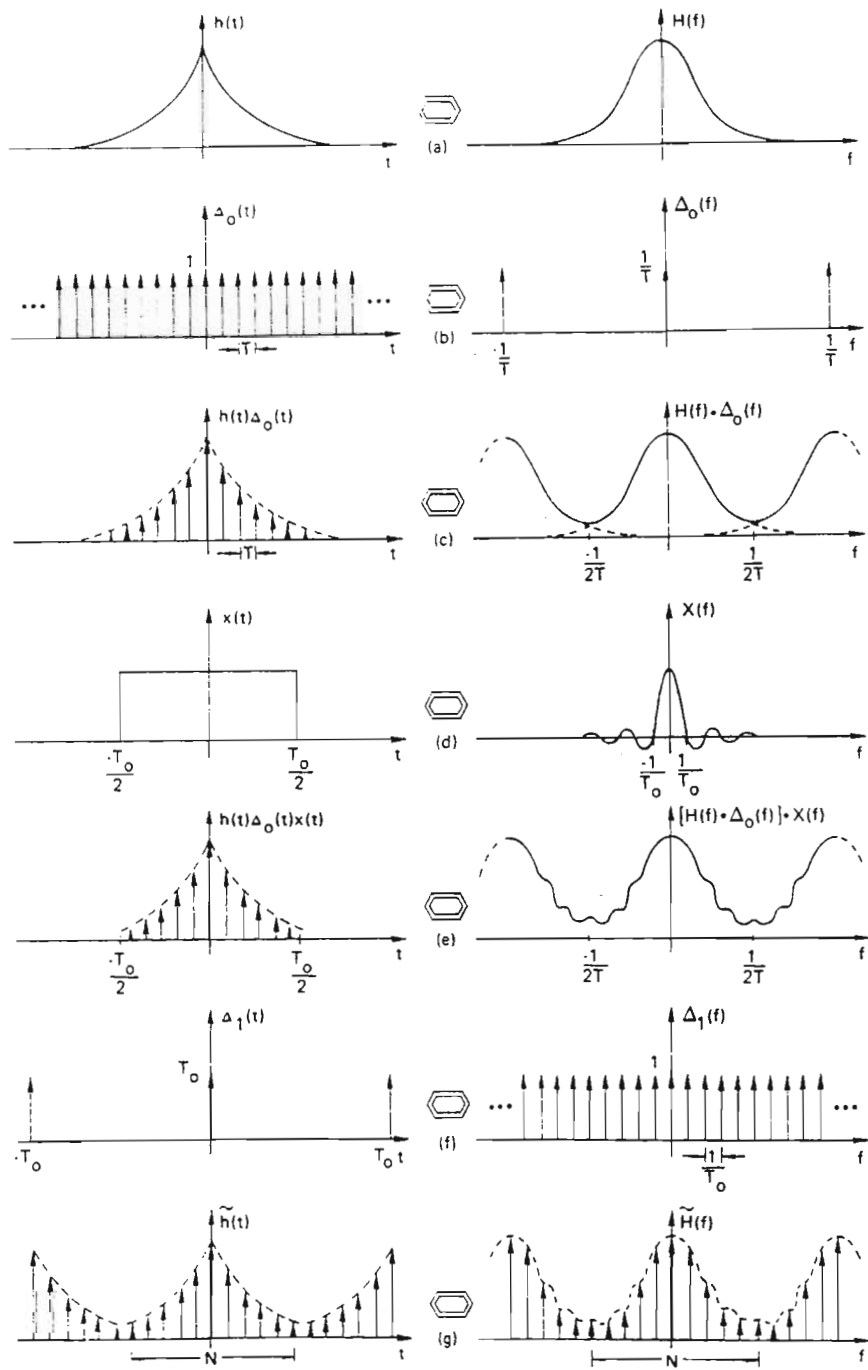 h(t)
H(f)
t
(a)
f
Δ₀(t)
Δ₀(f)
1
1/T
... ...
(b)
t
T
-1/T
1/T
f
h(t)Δ₀(t)
H(f)•Δ₀(f)
(c)
t
T
-1/2T
1/2T
f
x(t)
X(f)
(d)
t
-T₀/2
T₀/2
-1/T₀
1/T₀
f
h(t)Δ₀(t)x(t)
[H(f)•Δ₀(f)]•X(f)
(e)
t
-T₀/2
T₀/2
-1/2T
1/2T
f
Δ₁(t)
Δ₁(f)
T₀
1
... ...
(f)
-T₀
T₀ t
1/T₀
f
h̃(t)
H̃(f)
(g)
t
f
N
N